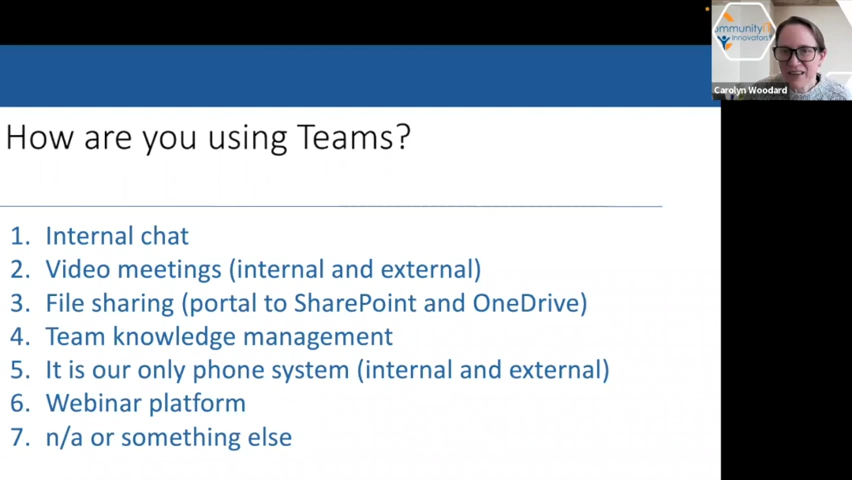 ommunity
Innovators
Carolyn Woodard
How are you using Teams?
1. Internal chat
2. Video meetings (internal and external)
3. File sharing (portal to SharePoint and OneDrive)
4. Team knowledge management
5. It is our only phone system (internal and external)
6. Webinar platform
7. n/a or something else